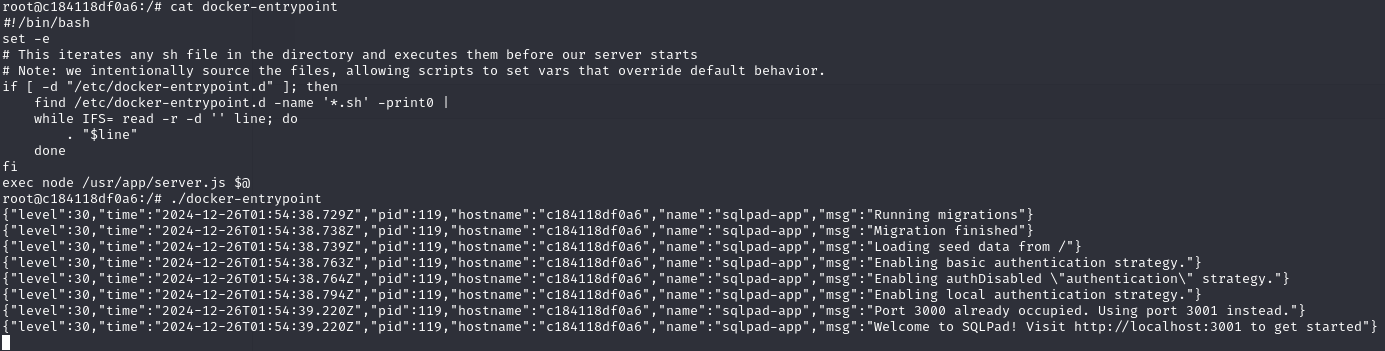 root@c184118df0a6:/# cat docker-entrypoint
#!/bin/bash
set -e
# This iterates any sh file in the directory and executes them before our server starts
# Note: we intentionally source the files, allowing scripts to set vars that override default behavior.
if [ -d "/etc/docker-entrypoint.d" ]; then
    find /etc/docker-entrypoint.d -name '*.sh' -print0 |
    while IFS= read -r -d '' line; do
        . "$line"
    done
fi
exec node /usr/app/server.js $@
root@c184118df0a6:/# ./docker-entrypoint
{"level":30,"time":"2024-12-26T01:54:38.729Z","pid":119,"hostname":"c184118df0a6","name":"sqlpad-app","msg":"Running migrations"}
{"level":30,"time":"2024-12-26T01:54:38.738Z","pid":119,"hostname":"c184118df0a6","name":"sqlpad-app","msg":"Migration finished"}
{"level":30,"time":"2024-12-26T01:54:38.739Z","pid":119,"hostname":"c184118df0a6","name":"sqlpad-app","msg":"Loading seed data from /"}
{"level":30,"time":"2024-12-26T01:54:38.763Z","pid":119,"hostname":"c184118df0a6","name":"sqlpad-app","msg":"Enabling basic authentication strategy."}
{"level":30,"time":"2024-12-26T01:54:38.764Z","pid":119,"hostname":"c184118df0a6","name":"sqlpad-app","msg":"Enabling authDisabled \"authentication\" strategy."}
{"level":30,"time":"2024-12-26T01:54:38.794Z","pid":119,"hostname":"c184118df0a6","name":"sqlpad-app","msg":"Enabling local authentication strategy."}
{"level":30,"time":"2024-12-26T01:54:39.220Z","pid":119,"hostname":"c184118df0a6","name":"sqlpad-app","msg":"Port 3000 already occupied. Using port 3001 instead."}
{"level":30,"time":"2024-12-26T01:54:39.220Z","pid":119,"hostname":"c184118df0a6","name":"sqlpad-app","msg":"Welcome to SQLPad! Visit http://localhost:3001 to get started"}